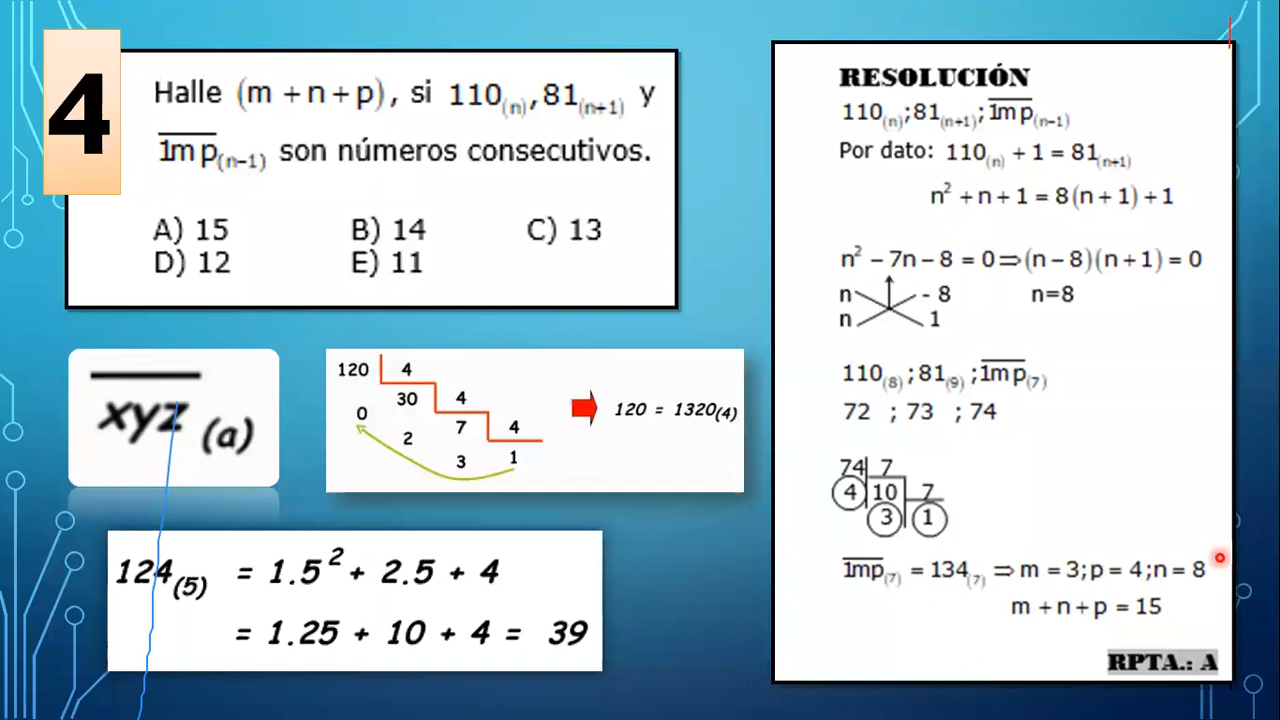 4
Halle (m + n + p), si 110(n), 81(n+1) y
1mp(n−1) son números consecutivos.
A) 15 B) 14 C) 13
D) 12 E) 11
xyz (a)
120 4
30 4
0 7 4
2 3 1
120 = 1320(4)
124(5) = 1.5² + 2.5 + 4
= 1.25 + 10 + 4 = 39
RESOLUCIÓN
110(n); 81(n+1); 1mp(n−1)
Por dato: 110(n) + 1 = 81(n+1)
n² + n + 1 = 8(n + 1) + 1
n² − 7n − 8 = 0 ⇒ (n − 8)(n + 1) = 0
n - 8 n=8
n 1
110(8); 81(9); 1mp(7)
72 ; 73 ; 74
74 7
4 10 7
3 1
1mp(7) = 134(7) ⇒ m = 3; p = 4; n = 8
m + n + p = 15
RPTA.: A